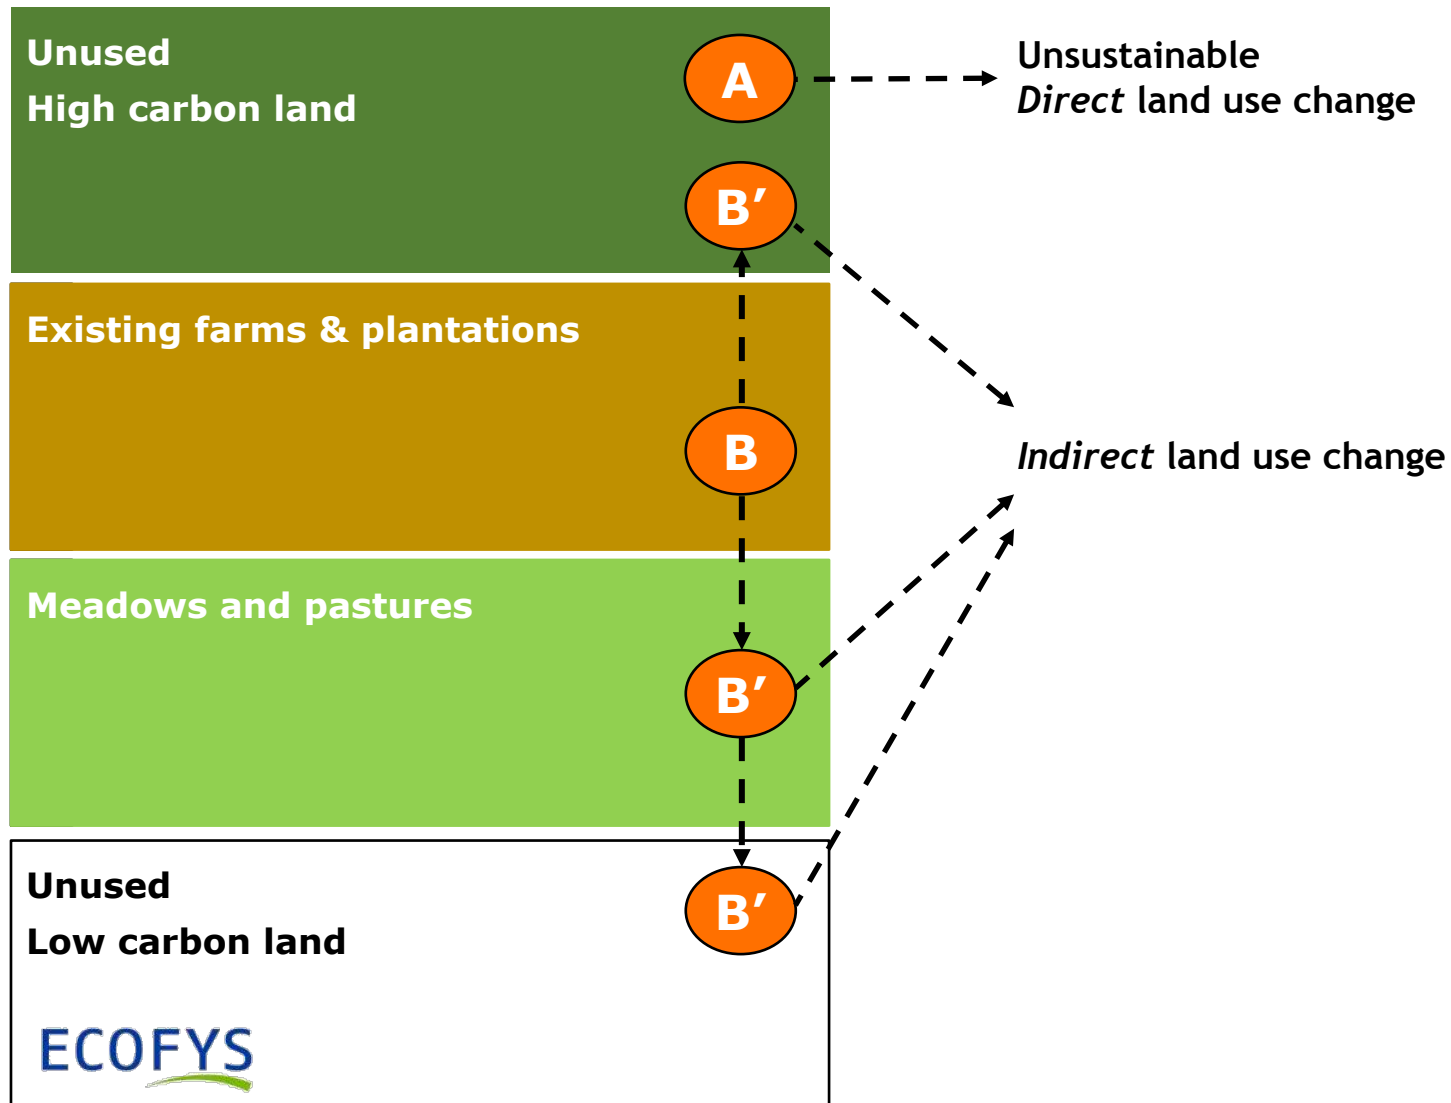 Unused
High carbon land
A
Unsustainable
Direct land use change
B′
Existing farms & plantations
B
Indirect land use change
Meadows and pastures
B′
Unused
Low carbon land
B′
ECOFYS